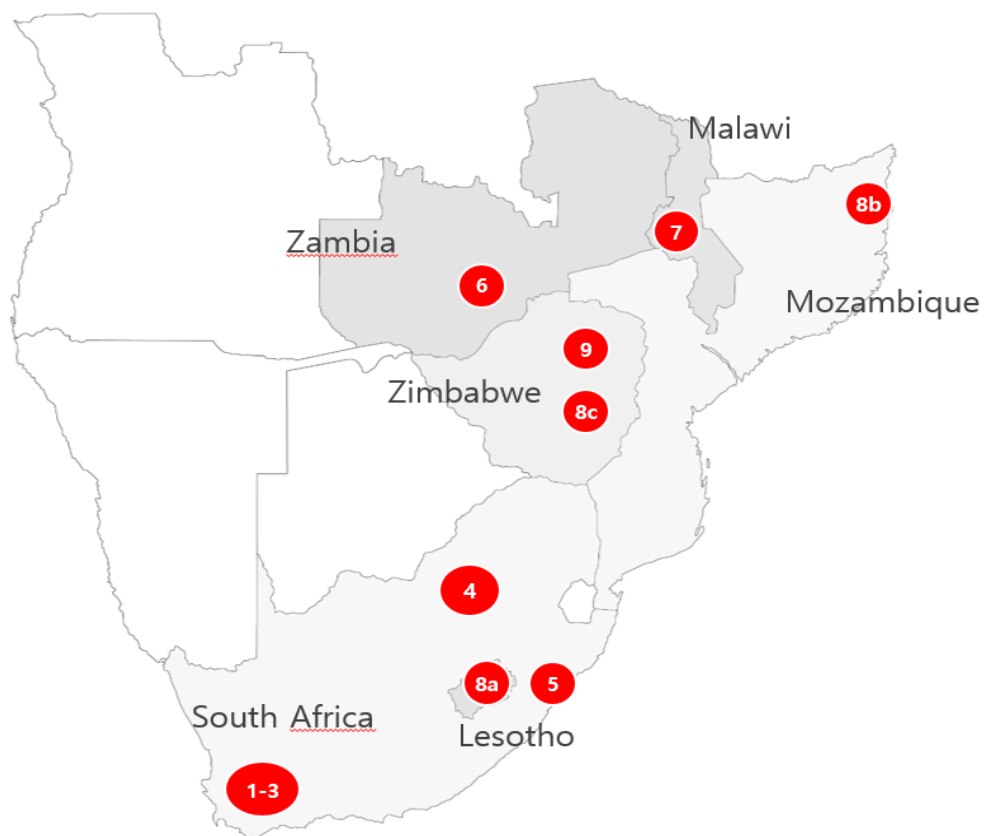 Malawi
8b
7
Zambia
6
Mozambique
9
Zimbabwe
8c
4
8a
5
South Africa
Lesotho
1-3